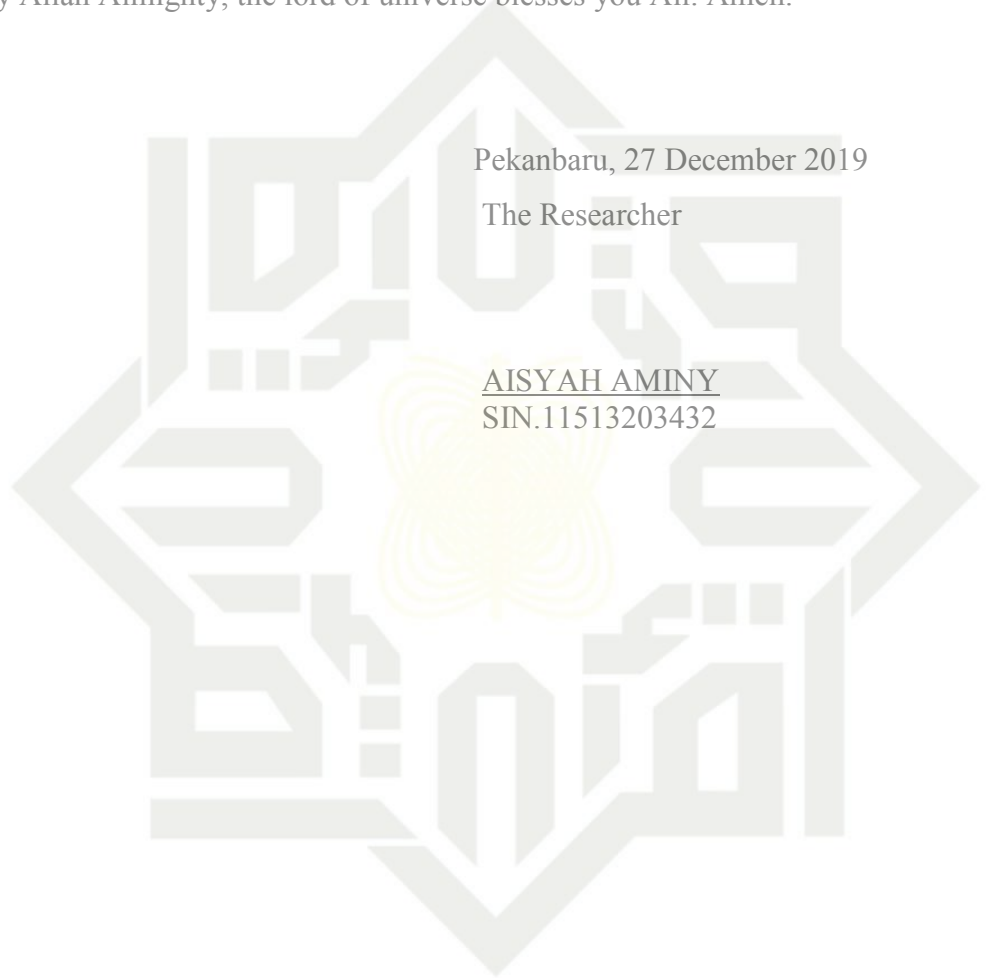 Allah Almighty, the lord of universe blesses you All. Amen.
Pekanbaru, 27 December 2019
The Researcher
AISYAH AMINY
SIN.11513203432